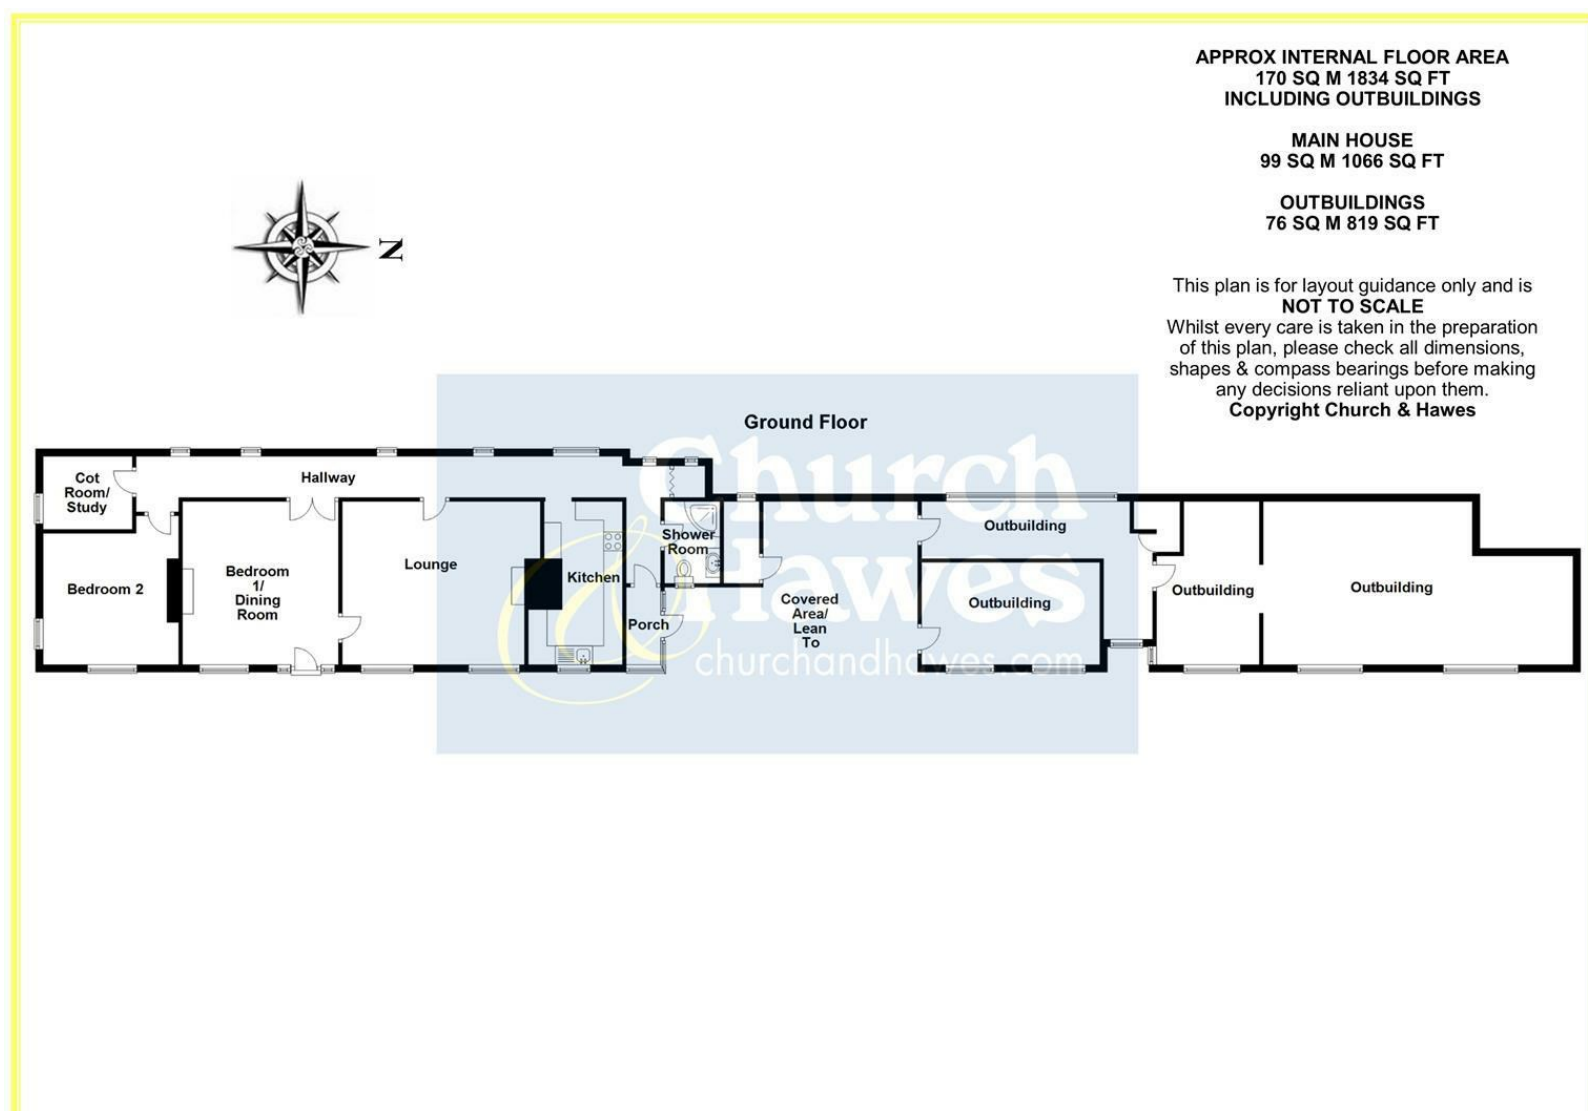 APPROX INTERNAL FLOOR AREA
170 SQ M 1834 SQ FT
INCLUDING OUTBUILDINGS
MAIN HOUSE
99 SQ M 1066 SQ FT
OUTBUILDINGS
76 SQ M 819 SQ FT
N
This plan is for layout guidance only and is
NOT TO SCALE
Whilst every care is taken in the preparation
of this plan, please check all dimensions,
shapes & compass bearings before making
any decisions reliant upon them.
Copyright Church & Hawes
Ground Floor
Cot
Room/
Study
Hallway
Bedroom 2
Bedroom
1/
Dining
Room
Lounge
Kitchen
Shower
Room
Porch
Covered
Area/
Lean
To
Outbuilding
Outbuilding
Outbuilding
Outbuilding
Church
& Hawes
churchandhawes.com